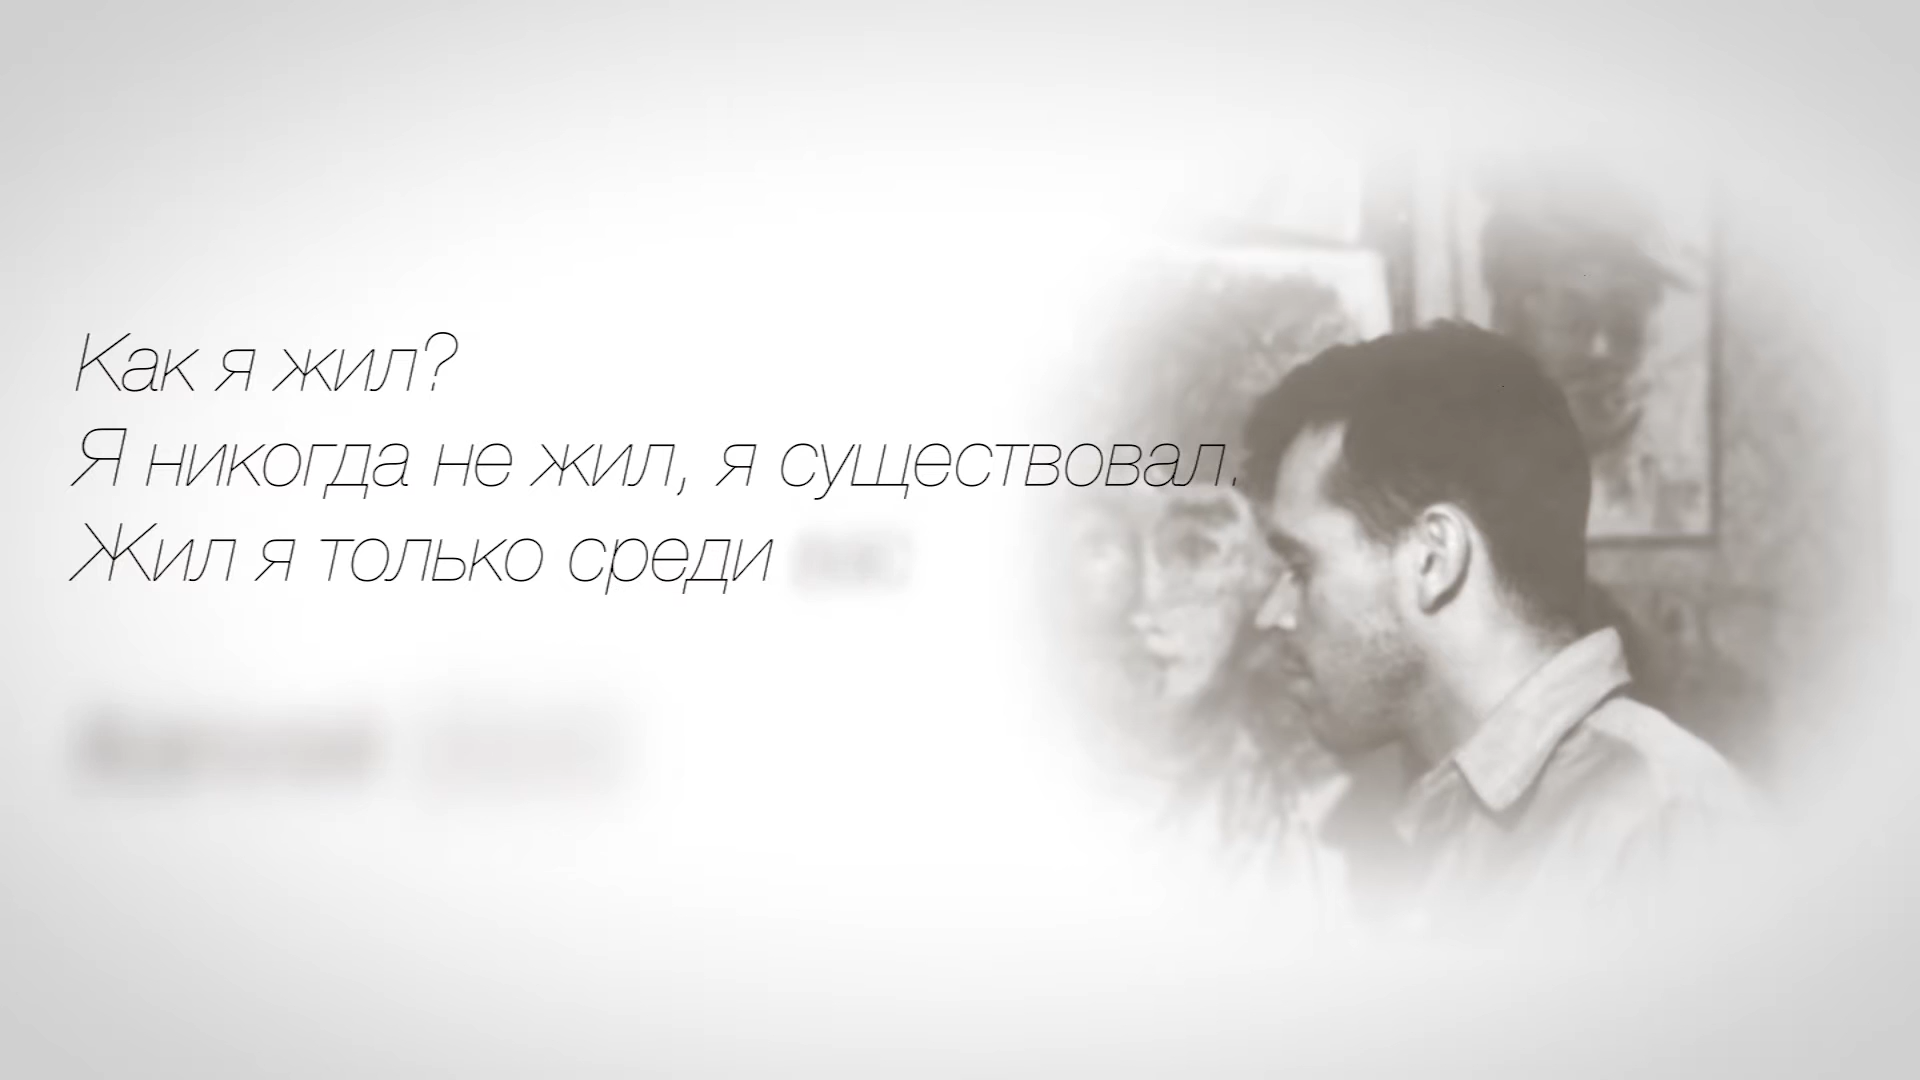 Как я жил?
Я никогда не жил, я существовал.
Жил я только среди